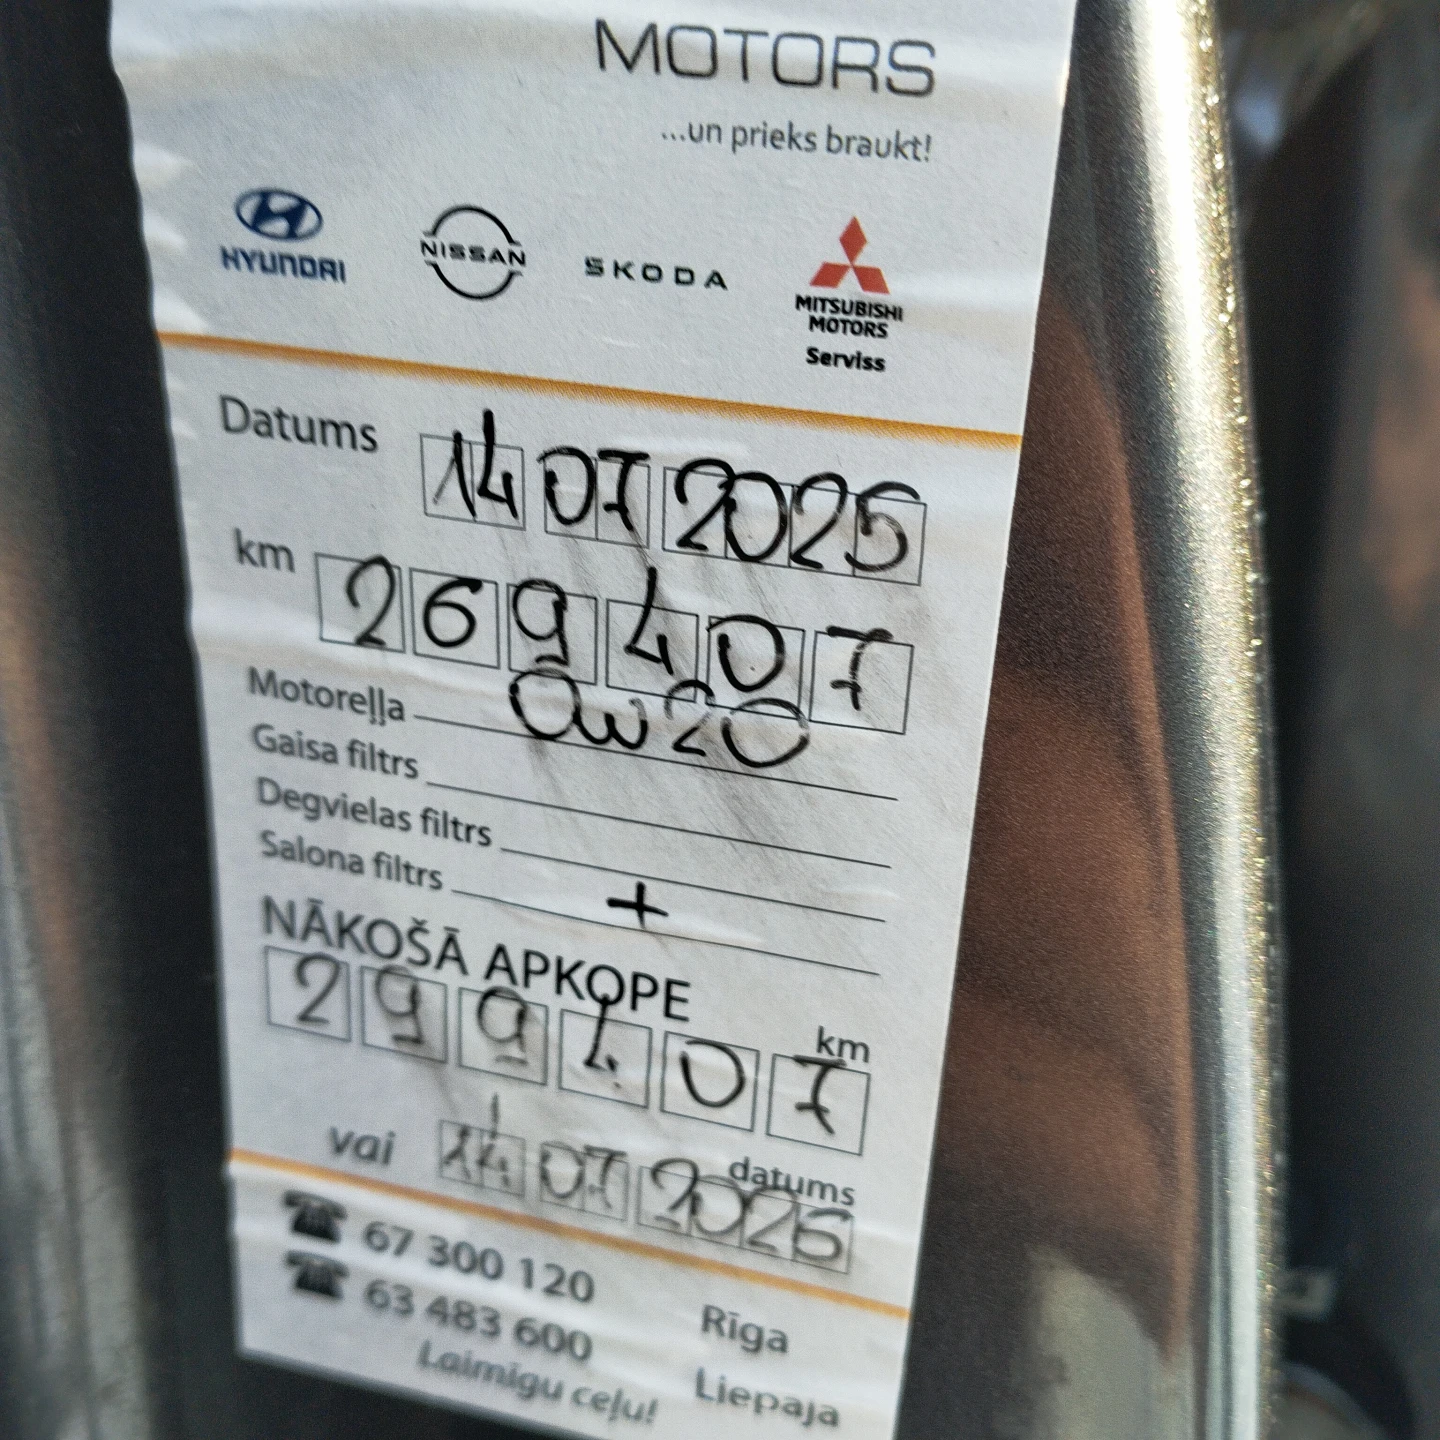 MOTORS
...un prieks braukt!
HYUNDAI
NISSAN
SKODA
MITSUBISHI
MOTORS
Serviss
Datums 14 07 2025
km 269407
Motoreļļa 0w20
Gaisa filtrs
Degvielas filtrs
Salona filtrs +
NĀKOŠĀ APKOPE
km
299407
datums
vai 14 07 2026
☎ 67 300 120 Rīga
☎ 63 483 600 Liepaja
Laimīgu ceļu!